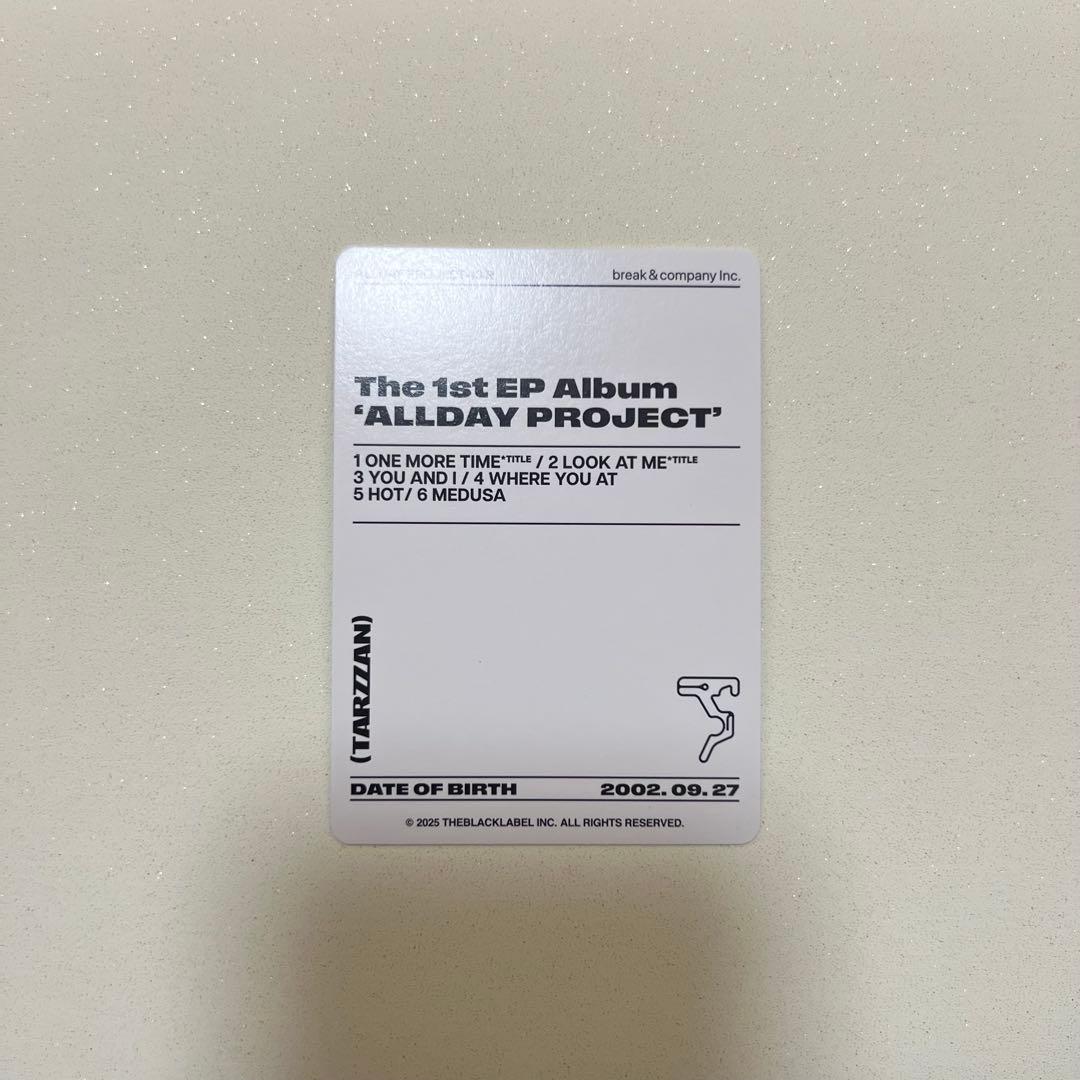 break & company Inc.
The 1st EP Album
‘ALLDAY PROJECT’
1 ONE MORE TIME*TITLE / 2 LOOK AT ME*TITLE
3 YOU AND I / 4 WHERE YOU AT
5 HOT / 6 MEDUSA
(TARZZAN)
DATE OF BIRTH 2002. 09. 27
© 2025 THEBLACKLABEL INC. ALL RIGHTS RESERVED.